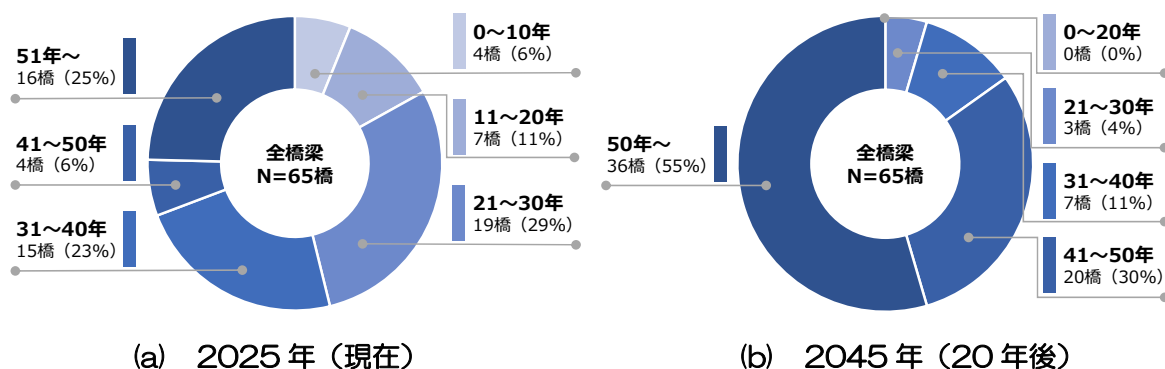 0～10年
4橋（6%）
11～20年
7橋（11%）
21～30年
19橋（29%）
31～40年
15橋（23%）
41～50年
4橋（6%）
51年～
16橋（25%）
全橋梁
N=65橋
(a) 2025年（現在）
0～20年
0橋（0%）
21～30年
3橋（4%）
31～40年
7橋（11%）
41～50年
20橋（30%）
50年～
36橋（55%）
全橋梁
N=65橋
(b) 2045年（20年後）